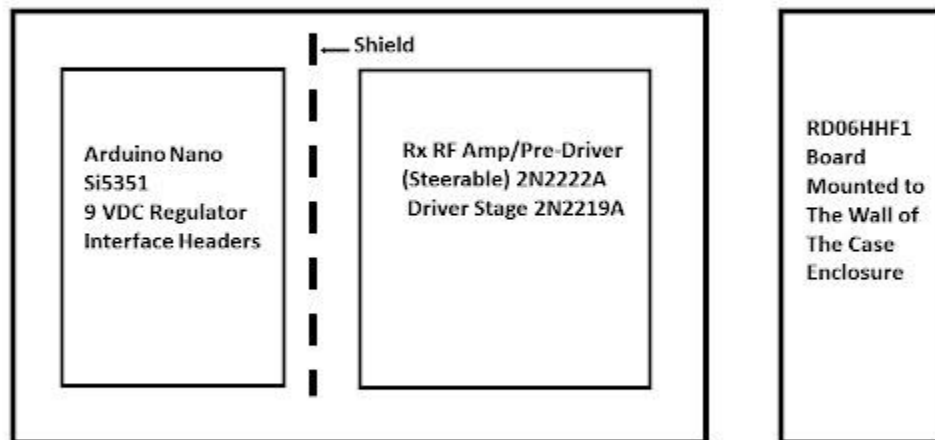 Shield
Arduino Nano
Si5351
9 VDC Regulator
Interface Headers
Rx RF Amp/Pre-Driver
(Steerable) 2N2222A
Driver Stage 2N2219A
RD06HHF1
Board
Mounted to
The Wall of
The Case
Enclosure